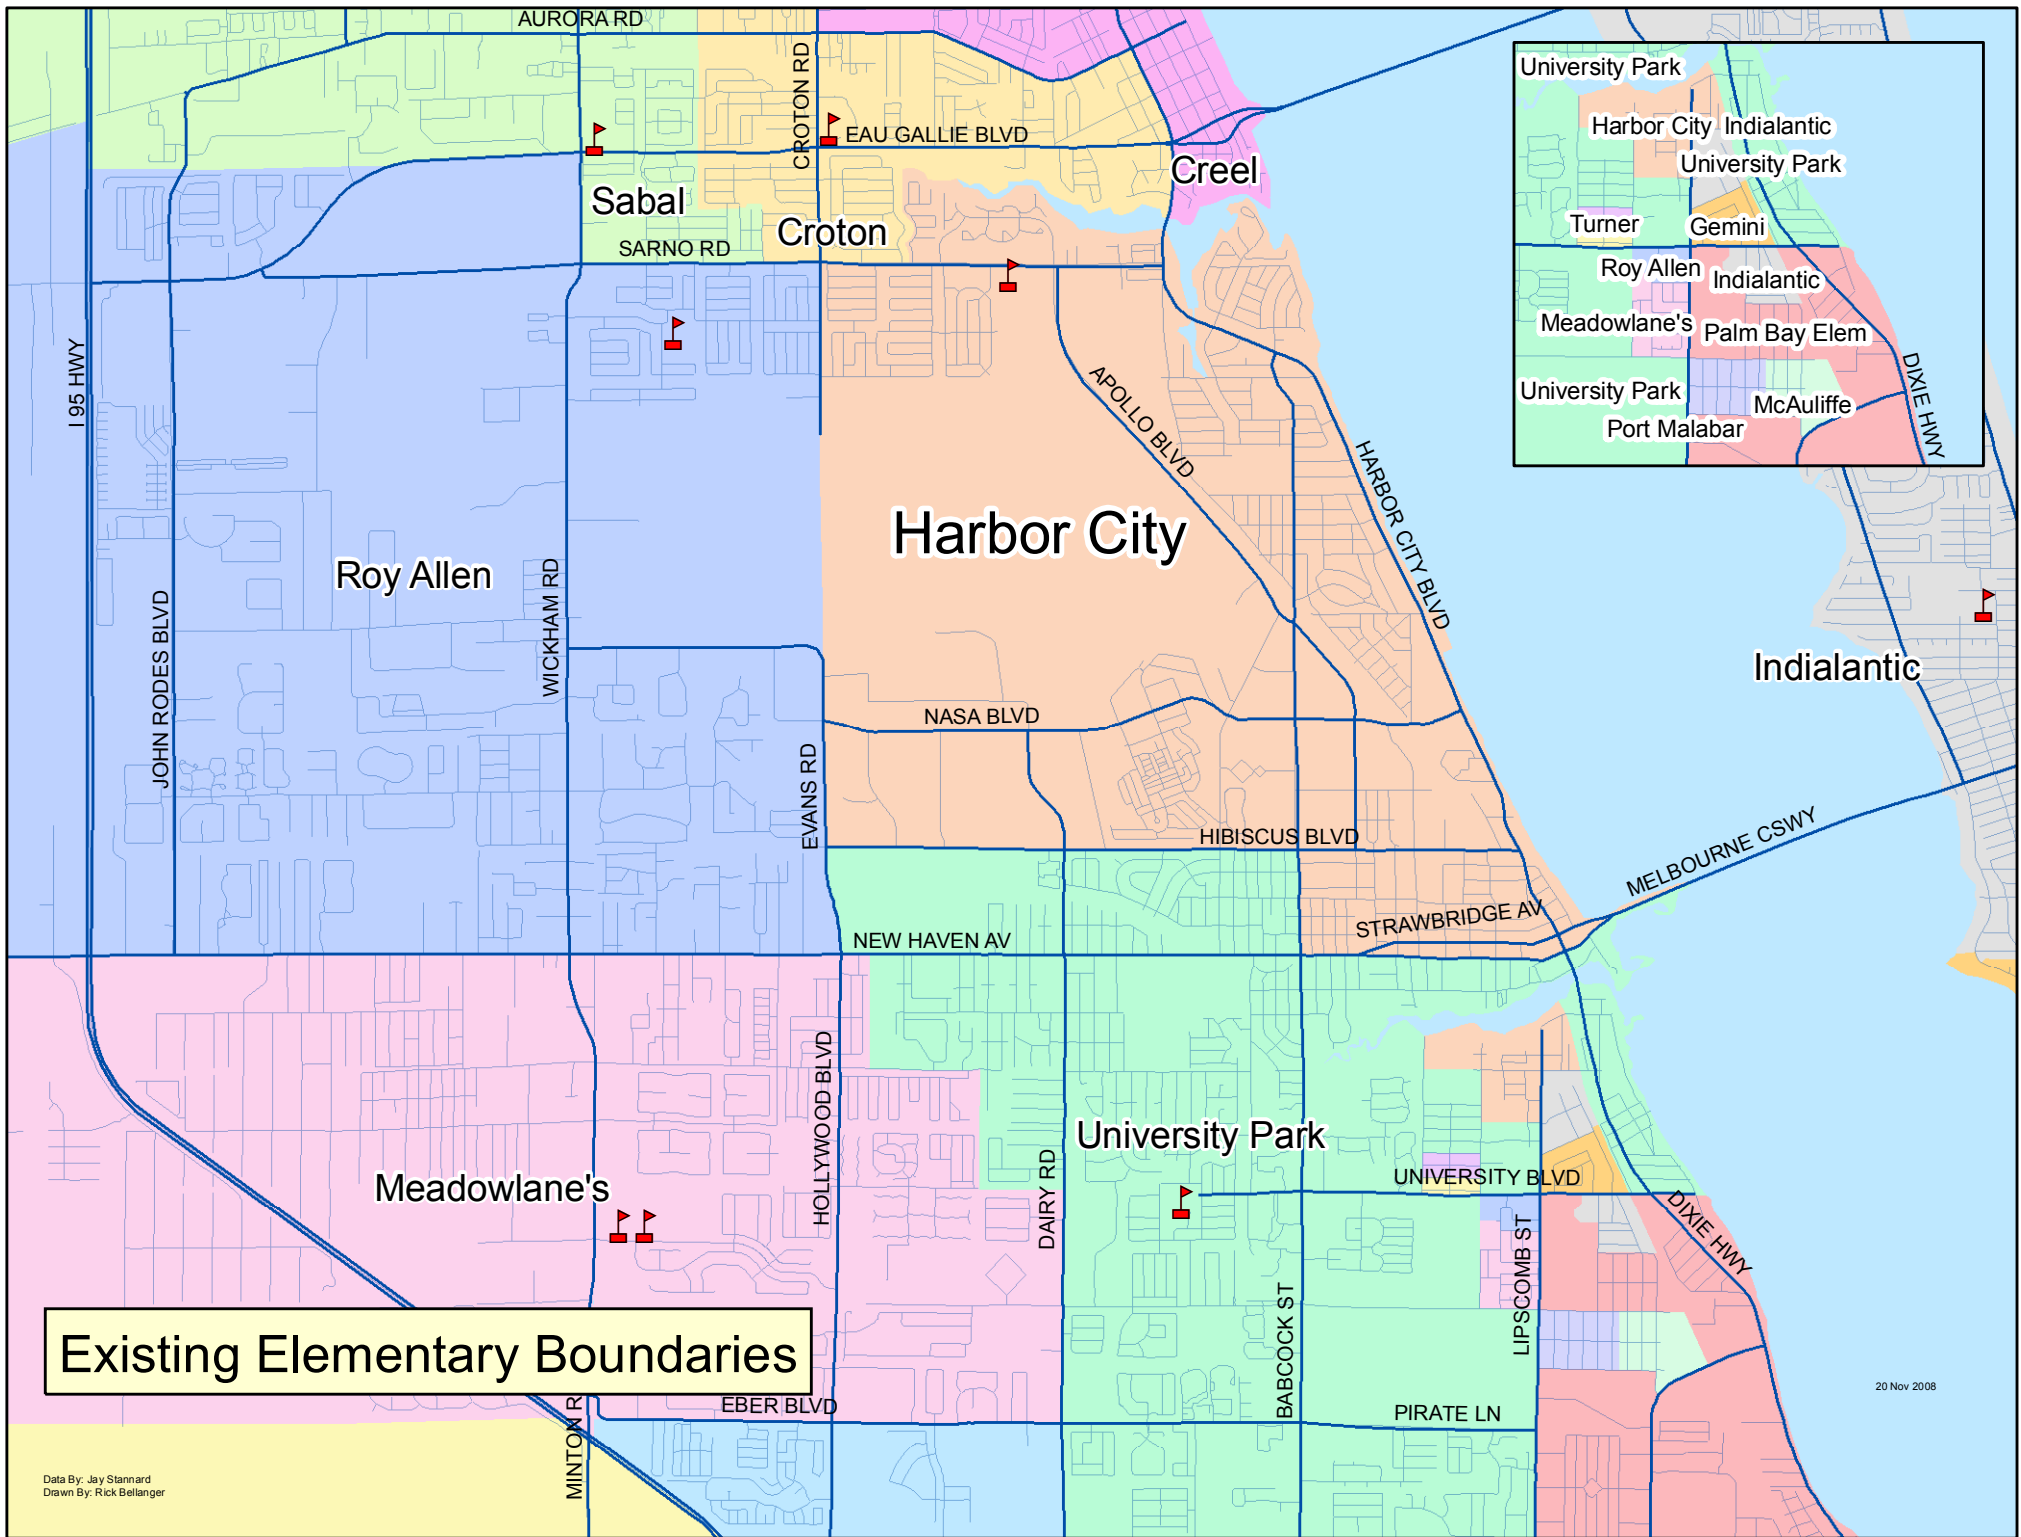 AURORA RD
CROTON RD
EAU GALLIE BLVD
Creel
Sabal
Croton
SARNO RD
I 95 HWY
APOLLO BLVD
HARBOR CITY BLVD
Harbor City
Roy Allen
WICKHAM RD
JOHN RODES BLVD
Indialantic
NASA BLVD
EVANS RD
HIBISCUS BLVD
MELBOURNE CSWY
STRAWBRIDGE AV
NEW HAVEN AV
HOLLYWOOD BLVD
University Park
DAIRY RD
UNIVERSITY BLVD
Meadowlane's
DIXIE HWY
LIPSCOMB ST
BABCOCK ST
Existing Elementary Boundaries
MINTON R
EBER BLVD
PIRATE LN
20 Nov 2008
Data By: Jay Stannard
Drawn By: Rick Bellanger
University Park
Harbor City
Indialantic
University Park
Turner
Gemini
Roy Allen
Indialantic
Meadowlane's
Palm Bay Elem
DIXIE HWY
University Park
McAuliffe
Port Malabar